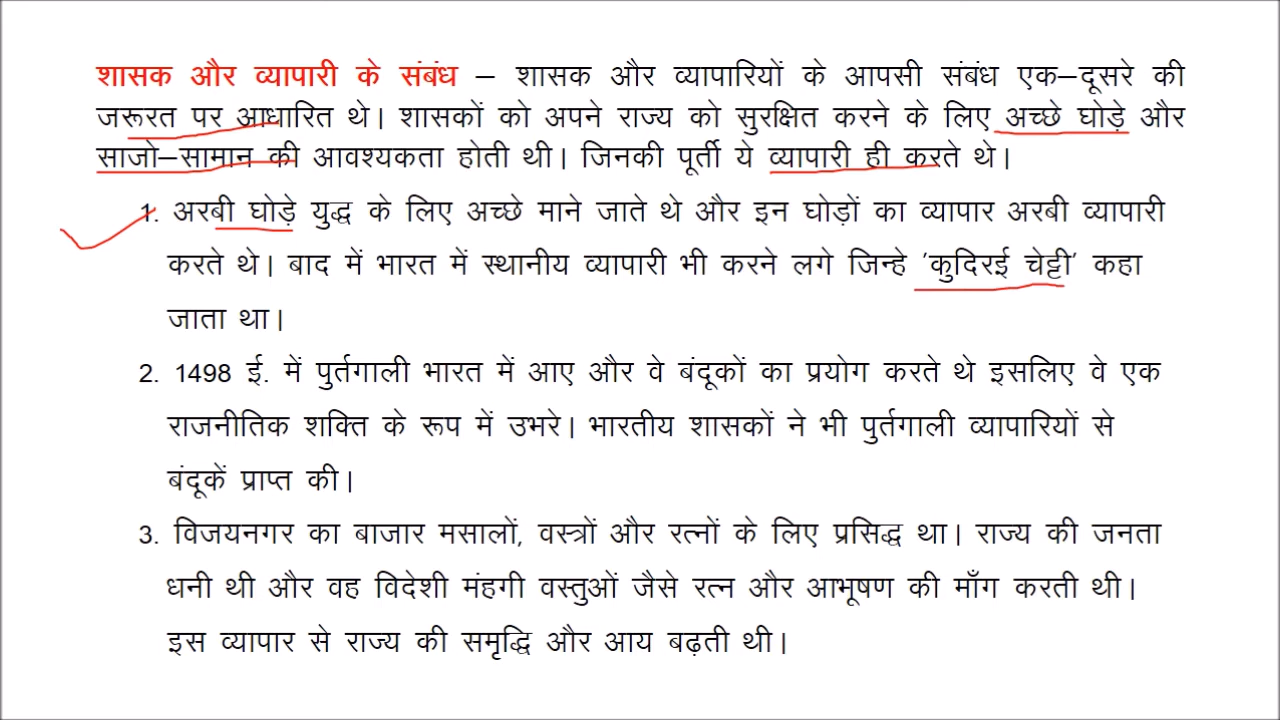 शासक और व्यापारी के संबंध – शासक और व्यापारियों के आपसी संबंध एक–दूसरे की
जरूरत पर आधारित थे। शासकों को अपने राज्य को सुरक्षित करने के लिए अच्छे घोड़े और
साजो–सामान की आवश्यकता होती थी। जिनकी पूर्ती ये व्यापारी ही करते थे।
1. अरबी घोड़े युद्ध के लिए अच्छे माने जाते थे और इन घोड़ों का व्यापार अरबी व्यापारी
करते थे। बाद में भारत में स्थानीय व्यापारी भी करने लगे जिन्हे 'कुदिरई चेट्टी' कहा
जाता था।
2. 1498 ई. में पुर्तगाली भारत में आए और वे बंदूकों का प्रयोग करते थे इसलिए वे एक
राजनीतिक शक्ति के रूप में उभरे। भारतीय शासकों ने भी पुर्तगाली व्यापारियों से
बंदूकें प्राप्त की।
3. विजयनगर का बाजार मसालों, वस्त्रों और रत्नों के लिए प्रसिद्ध था। राज्य की जनता
धनी थी और वह विदेशी मंहगी वस्तुओं जैसे रत्न और आभूषण की माँग करती थी।
इस व्यापार से राज्य की समृद्धि और आय बढ़ती थी।